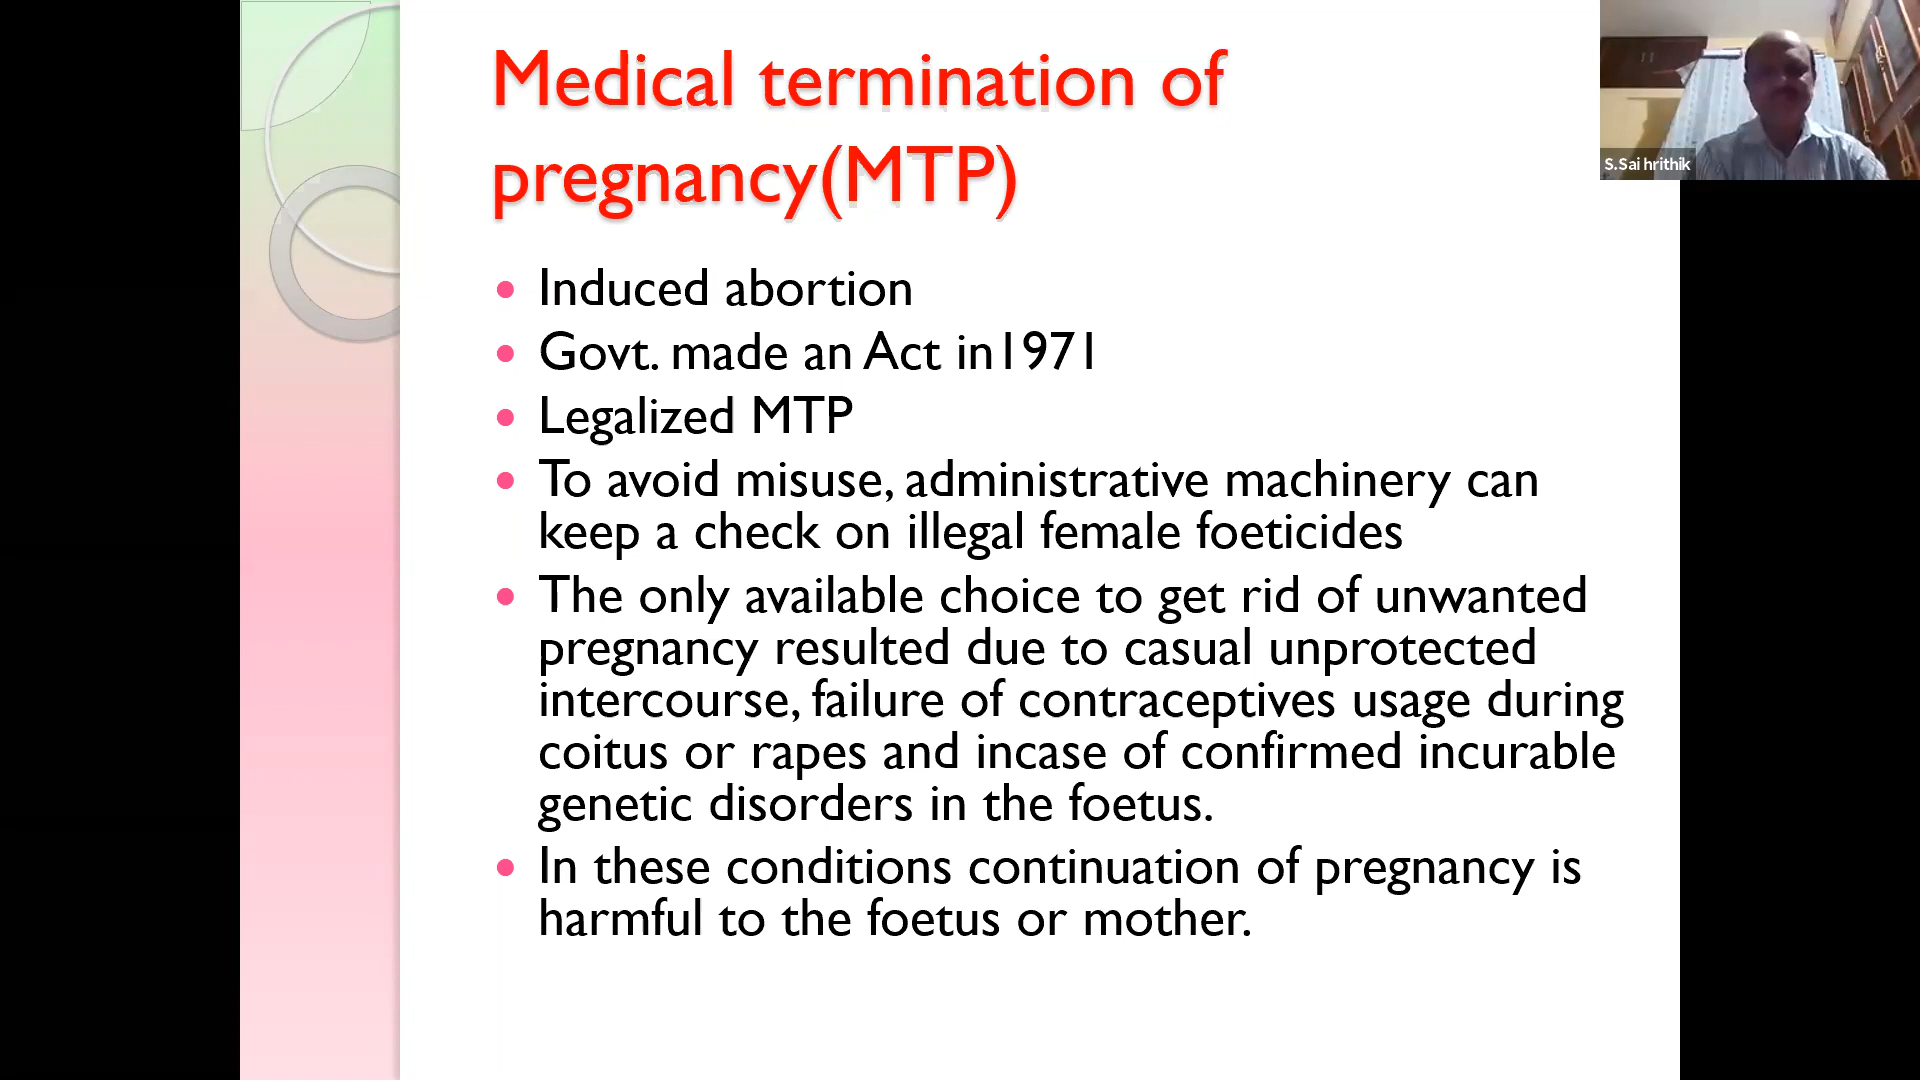 Medical termination of
pregnancy(MTP)
• Induced abortion
• Govt. made an Act in1971
• Legalized MTP
• To avoid misuse, administrative machinery can
keep a check on illegal female foeticides
• The only available choice to get rid of unwanted
pregnancy resulted due to casual unprotected
intercourse, failure of contraceptives usage during
coitus or rapes and incase of confirmed incurable
genetic disorders in the foetus.
• In these conditions continuation of pregnancy is
harmful to the foetus or mother.
S.Sai hrithik